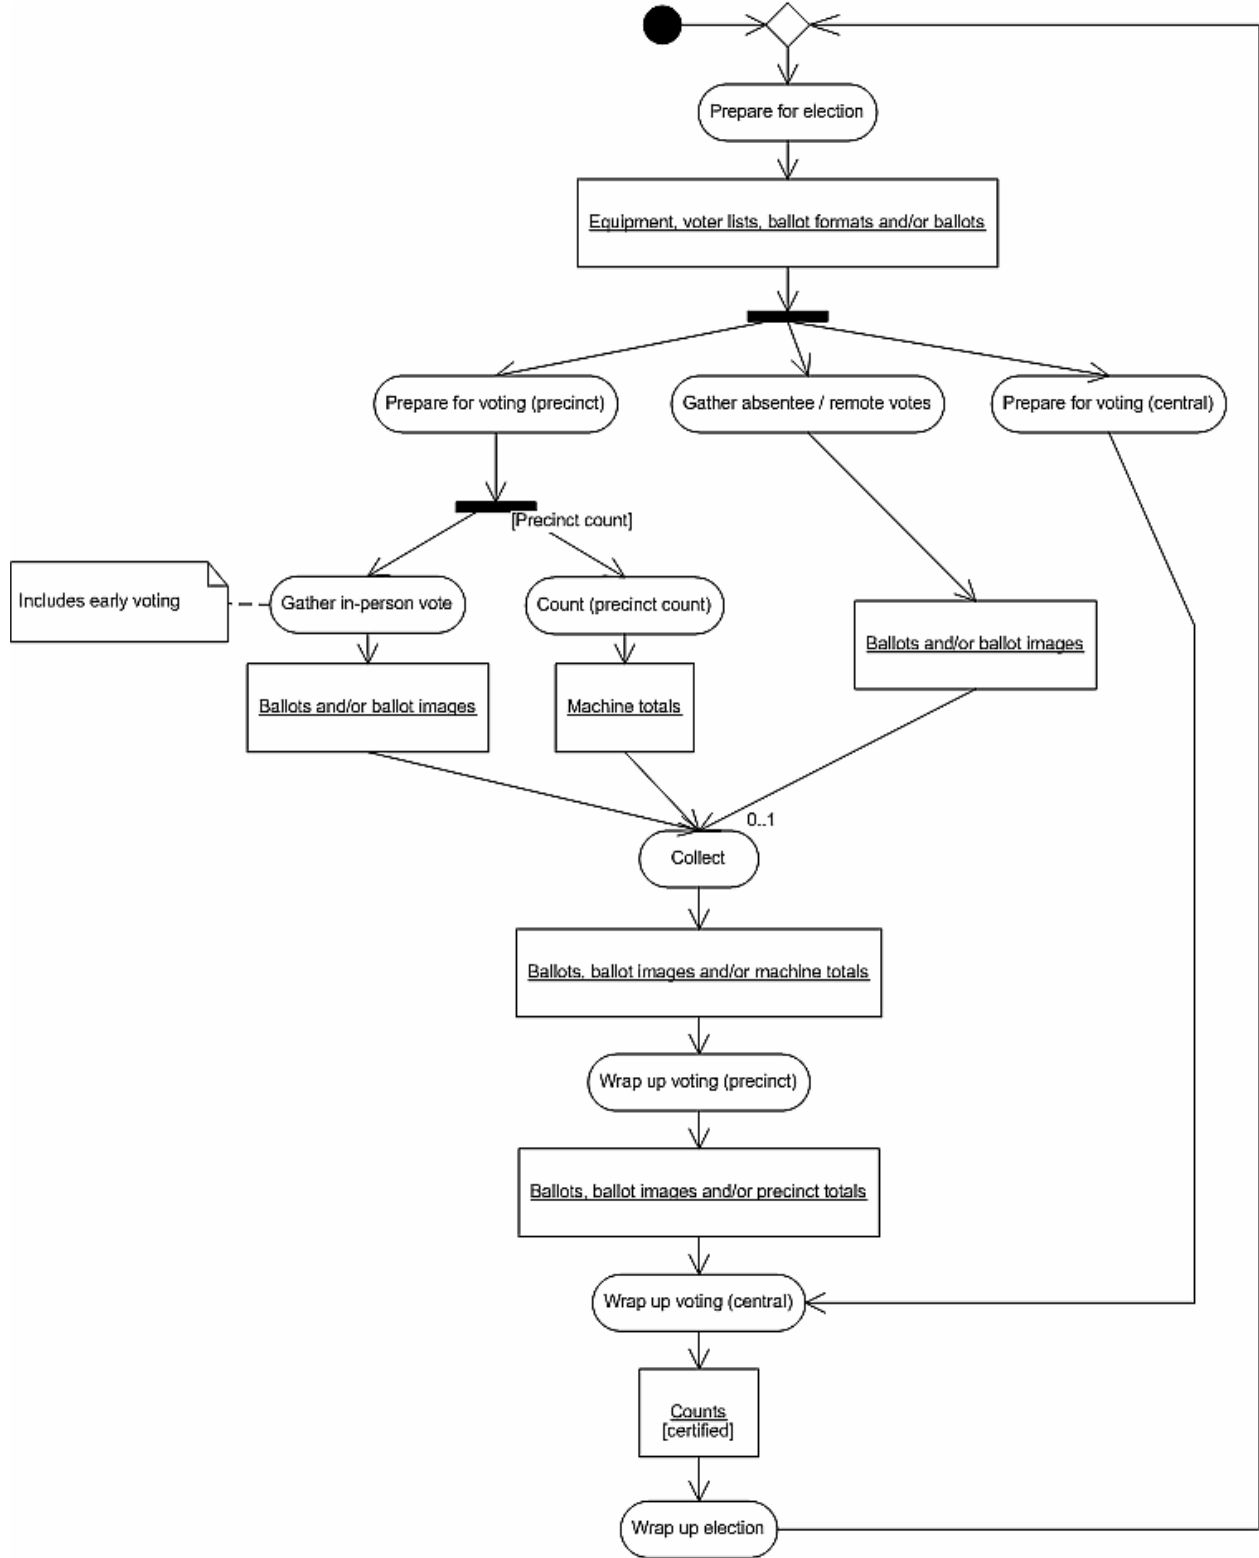 Prepare for election
Equipment, voter lists, ballot formats and/or ballots
Prepare for voting (precinct)
Gather absentee / remote votes
Prepare for voting (central)
[Precinct count]
Includes early voting
Gather in-person vote
Count (precinct count)
Ballots and/or ballot images
Ballots and/or ballot images
Machine totals
0..1
Collect
Ballots, ballot images and/or machine totals
Wrap up voting (precinct)
Ballots, ballot images and/or precinct totals
Wrap up voting (central)
Counts
[certified]
Wrap up election